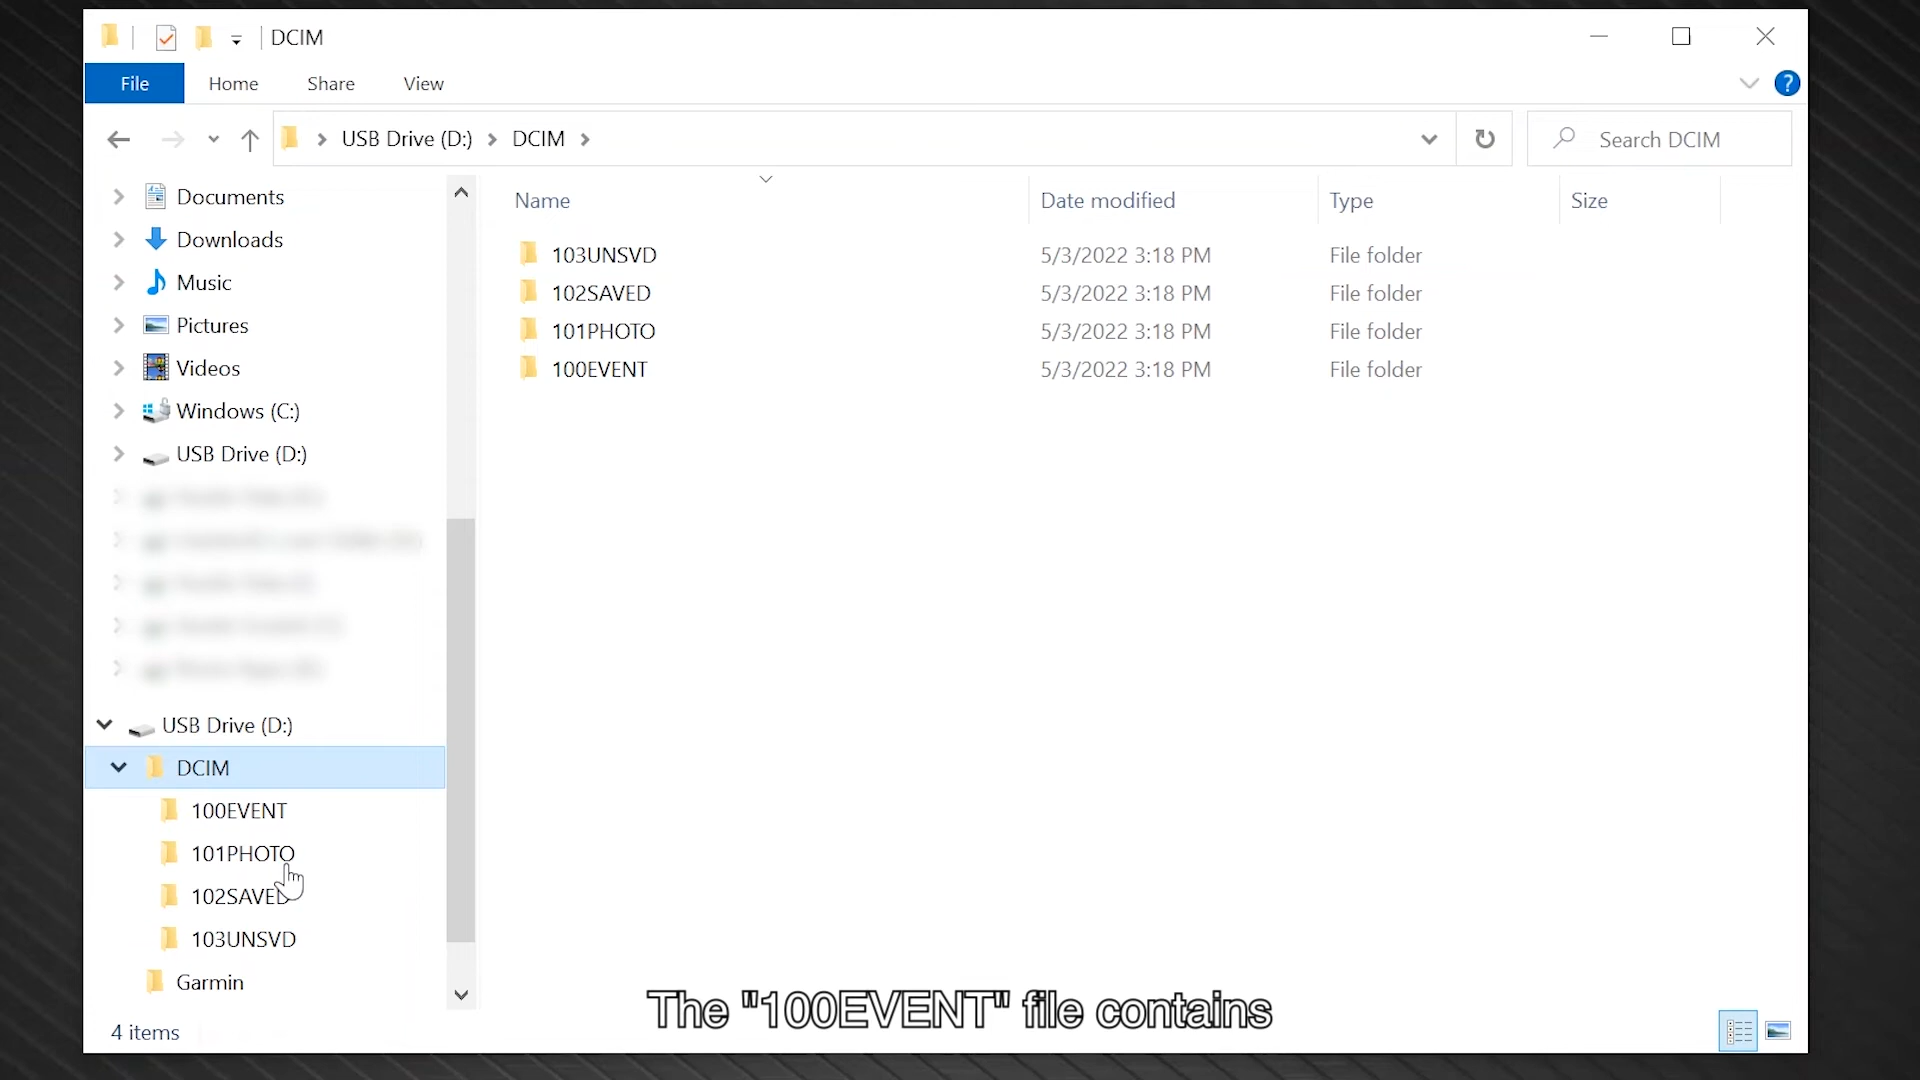 DCIM
File Home Share View ?
USB Drive (D:) DCIM Search DCIM
Documents
Downloads
Music
Pictures
Videos
Windows (C:)
USB Drive (D:)
USB Drive (D:)
DCIM
100EVENT
101PHOTO
102SAVED
103UNSVD
Garmin
Name Date modified Type Size
103UNSVD 5/3/2022 3:18 PM File folder
102SAVED 5/3/2022 3:18 PM File folder
101PHOTO 5/3/2022 3:18 PM File folder
100EVENT 5/3/2022 3:18 PM File folder
The "100EVENT" file contains
4 items